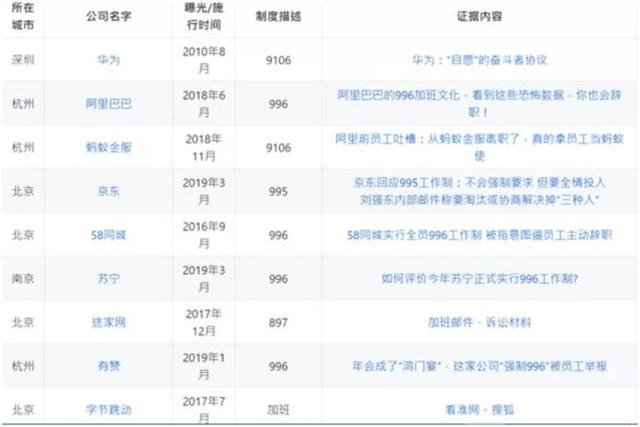 所在城市 公司名字 曝光/施行时间 制度描述 证据内容
深圳 华为 2010年8月 9106 华为：“自愿”的奋斗者协议
杭州 阿里巴巴 2018年6月 996 阿里巴巴的996加班文化，看到这些恐怖数据，你也会辞职！
杭州 蚂蚁金服 2018年11月 9106 阿里前员工吐槽：从蚂蚁金服离职了，真的拿员工当蚂蚁使
北京 京东 2019年3月 995 京东回应995工作制：不会强制要求 但要全情投入
刘强东内部邮件称要淘汰或协商解决掉“三种人”
北京 58同城 2016年9月 996 58同城实行全员996工作制 被指意图逼员工主动辞职
南京 苏宁 2019年3月 996 如何评价今年苏宁正式实行996工作制?
北京 途家网 2017年12月 897 加班邮件·诉讼材料
杭州 有赞 2019年1月 996 年会成了“鸿门宴”，这家公司“强制996”被员工举报
北京 字节跳动 2017年7月 加班 看准网·搜狐